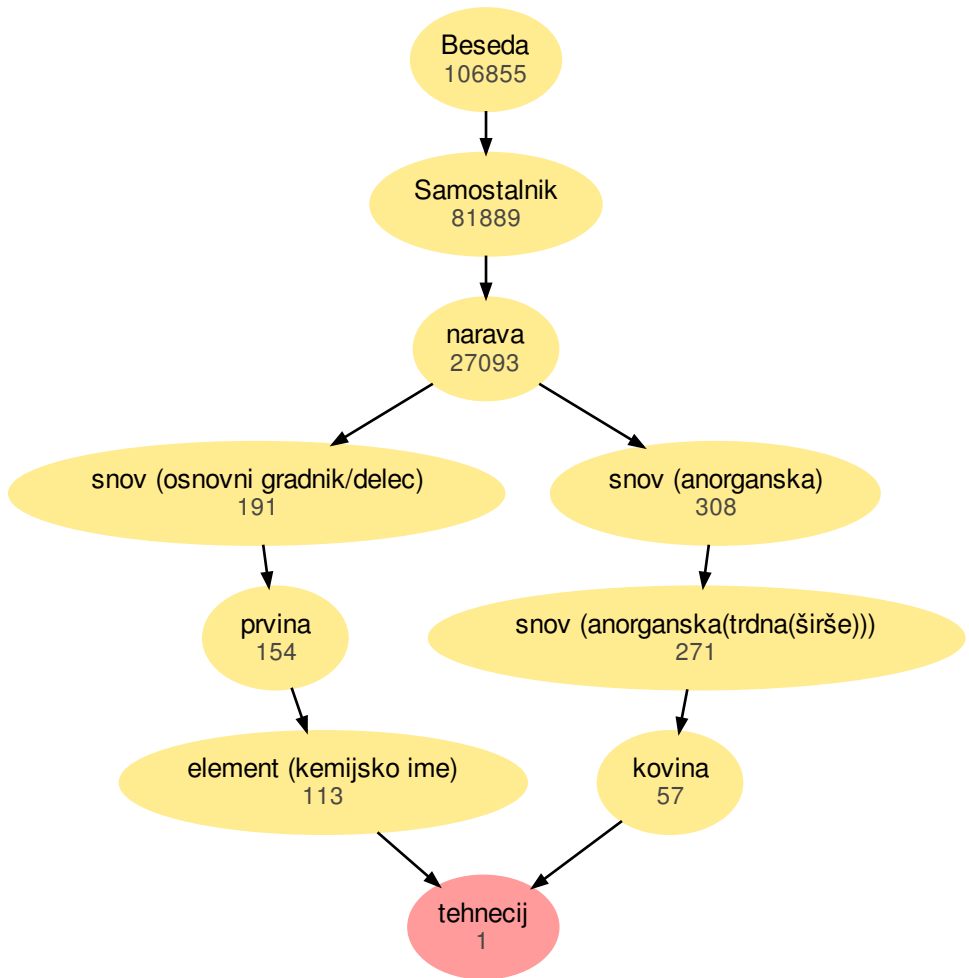 Beseda
106855
Samostalnik
81889
narava
27093
snov (osnovni gradnik/delec)
191
snov (anorganska)
308
prvina
154
snov (anorganska(trdna(širše)))
271
element (kemijsko ime)
113
kovina
57
tehnecij
1